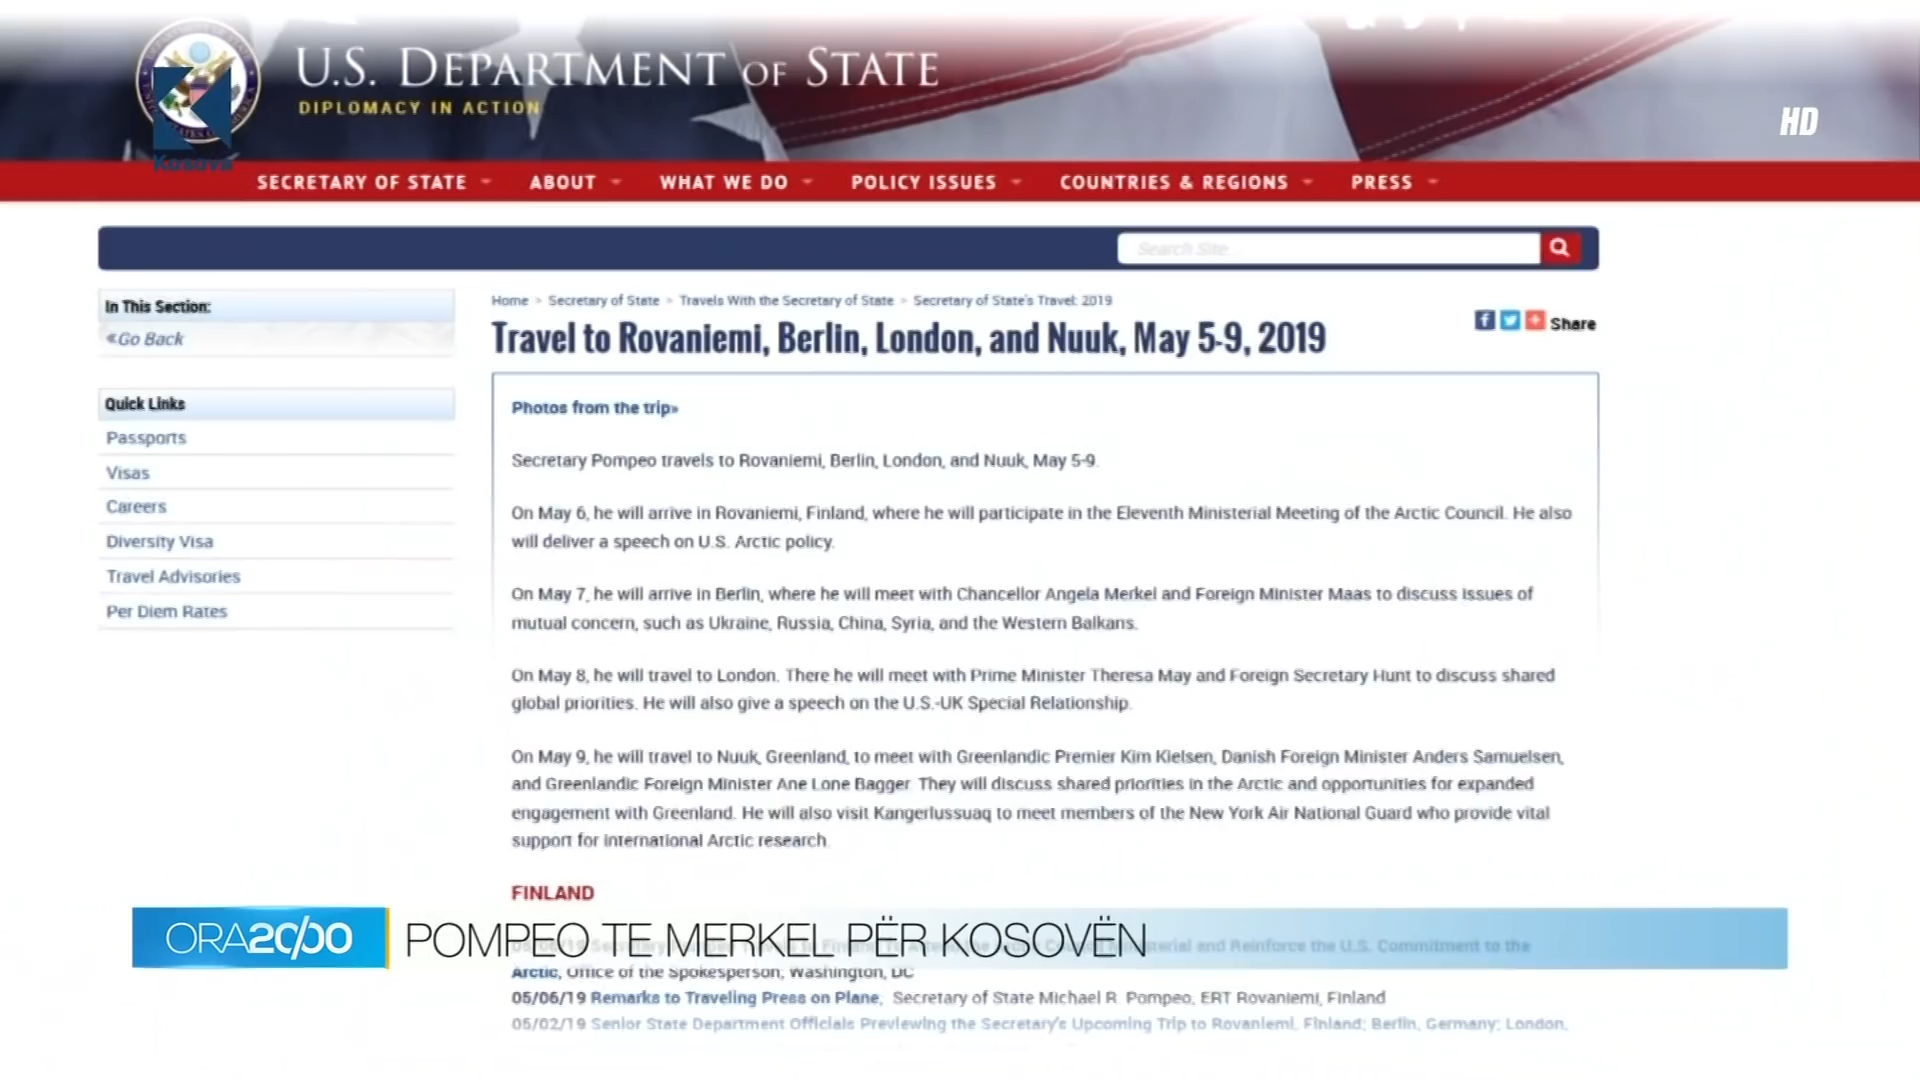 U.S. DEPARTMENT OF STATE
DIPLOMACY IN ACTION
HD
Kosova
SECRETARY OF STATE ABOUT WHAT WE DO POLICY ISSUES COUNTRIES & REGIONS PRESS
Search Site...
In This Section:
«Go Back
Quick Links
Passports
Visas
Careers
Diversity Visa
Travel Advisories
Per Diem Rates
Home > Secretary of State > Travels With the Secretary of State > Secretary of State's Travel: 2019
Travel to Rovaniemi, Berlin, London, and Nuuk, May 5-9, 2019
Share
Photos from the trip»
Secretary Pompeo travels to Rovaniemi, Berlin, London, and Nuuk, May 5-9.
On May 6, he will arrive in Rovaniemi, Finland, where he will participate in the Eleventh Ministerial Meeting of the Arctic Council. He also
will deliver a speech on U.S. Arctic policy.
On May 7, he will arrive in Berlin, where he will meet with Chancellor Angela Merkel and Foreign Minister Maas to discuss issues of
mutual concern, such as Ukraine, Russia, China, Syria, and the Western Balkans.
On May 8, he will travel to London. There he will meet with Prime Minister Theresa May and Foreign Secretary Hunt to discuss shared
global priorities. He will also give a speech on the U.S.-UK Special Relationship.
On May 9, he will travel to Nuuk, Greenland, to meet with Greenlandic Premier Kim Kielsen, Danish Foreign Minister Anders Samuelsen,
and Greenlandic Foreign Minister Ane Lone Bagger. They will discuss shared priorities in the Arctic and opportunities for expanded
engagement with Greenland. He will also visit Kangerlussuaq to meet members of the New York Air National Guard who provide vital
support for international Arctic research.
FINLAND
ORA20/00 POMPEO TE MERKEL PËR KOSOVËN
and Reinforce the U.S. Commitment to the
Arctic, Office of the Spokesperson, Washington, DC
05/06/19 Remarks to Traveling Press on Plane, Secretary of State Michael R. Pompeo, ERT Rovaniemi, Finland
05/02/19 Senior State Department Officials Previewing the Secretary's Upcoming Trip to Rovaniemi, Finland; Berlin, Germany; London,